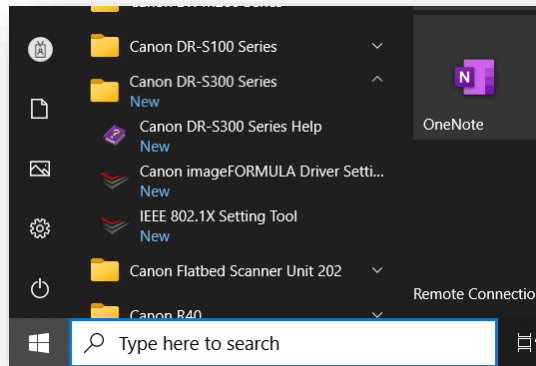 Canon DR-S100 Series
Canon DR-S300 Series
New
Canon DR-S300 Series Help
New
Canon imageFORMULA Driver Setti...
New
IEEE 802.1X Setting Tool
New
Canon Flatbed Scanner Unit 202
Canon R40
OneNote
Remote Connectio
Type here to search